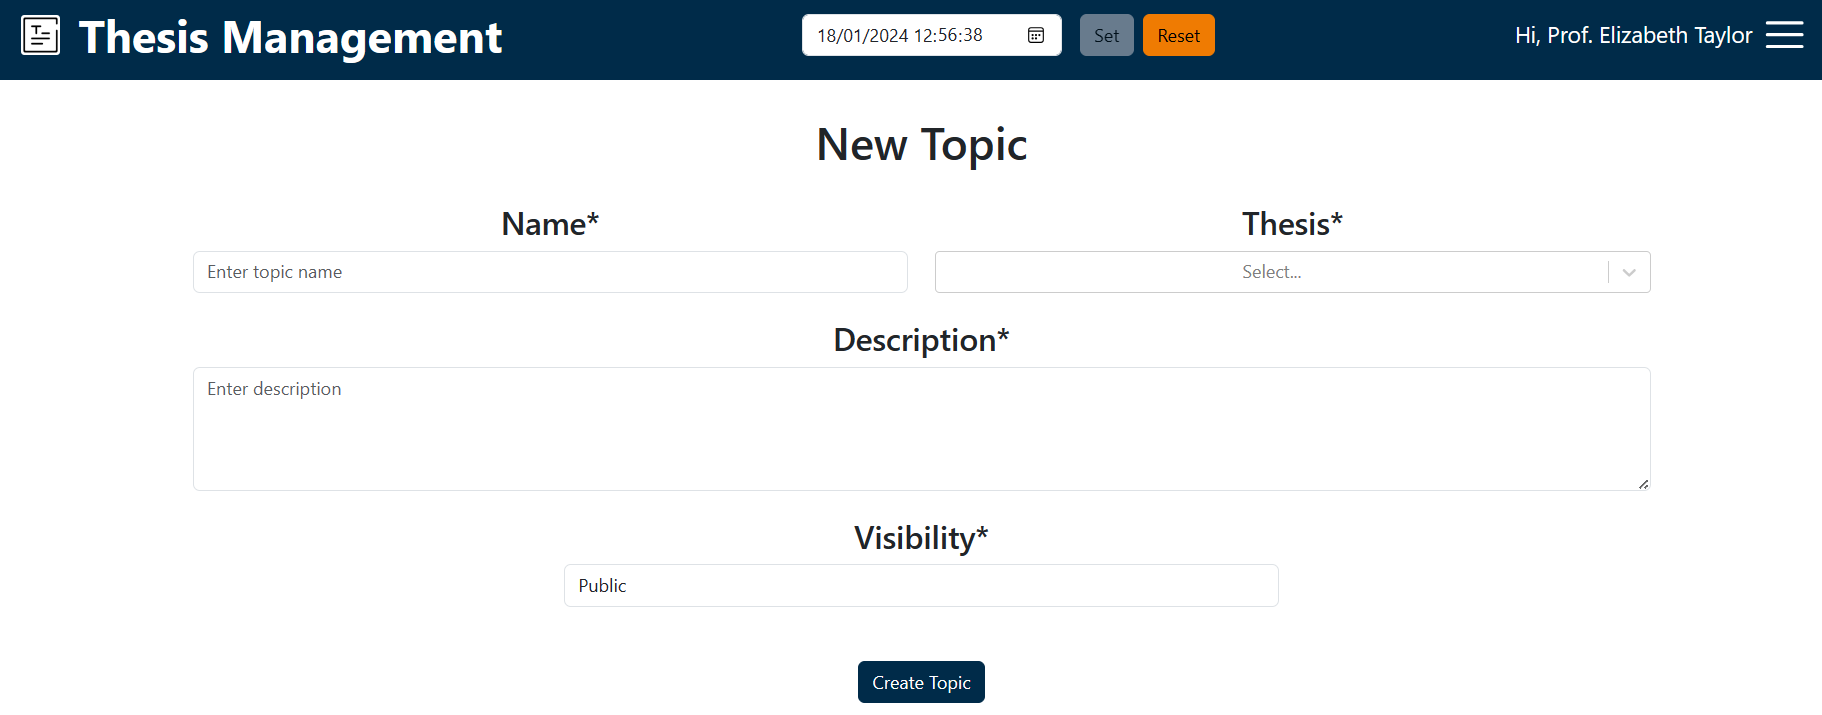 Thesis Management
18/01/2024 12:56:38
Set
Reset
Hi, Prof. Elizabeth Taylor
New Topic
Name*
Thesis*
Enter topic name
Select...
Description*
Enter description
Visibility*
Public
Create Topic